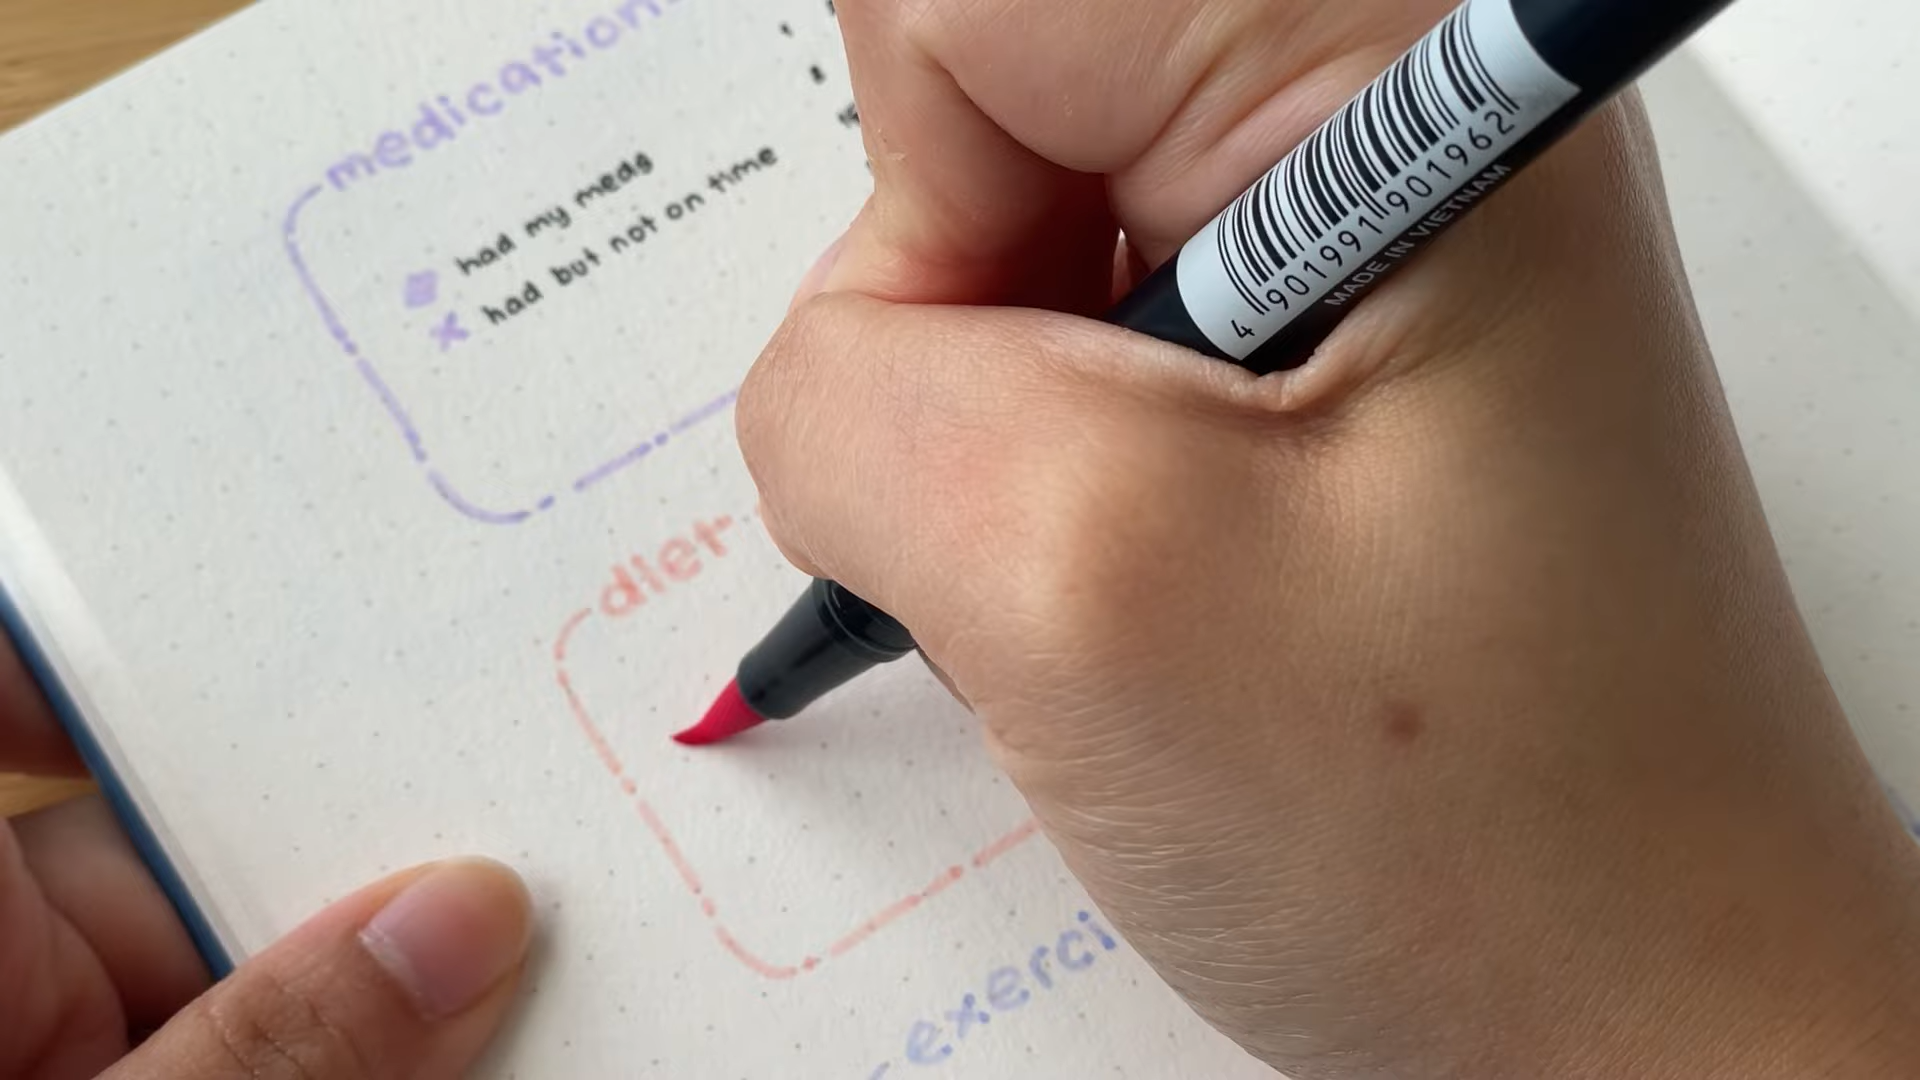 medication
had my meds
had but not on time
diet
exerci
4 901991 901962
MADE IN VIETNAM